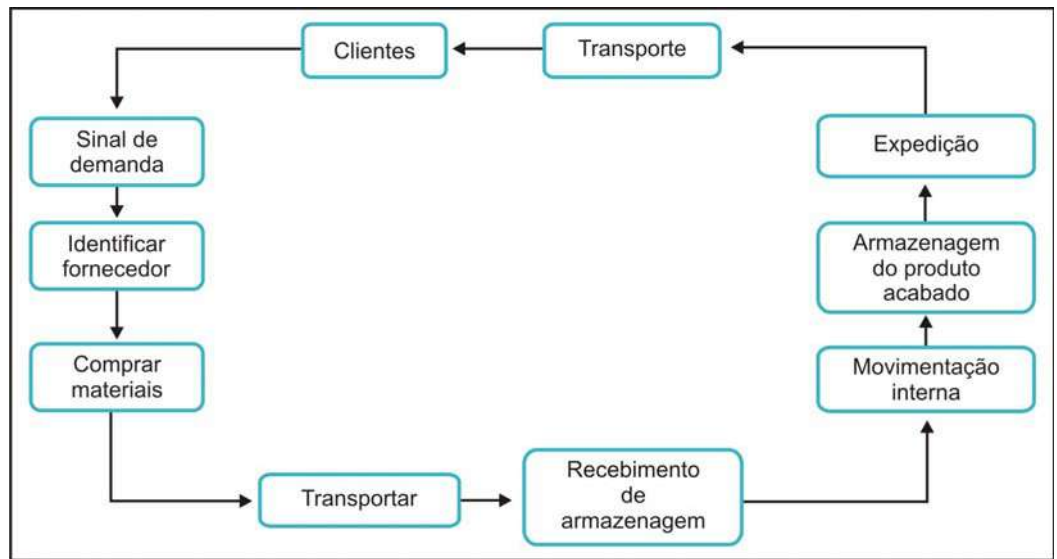 Clientes
Transporte
Sinal de
demanda
Expedição
Identificar
fornecedor
Armazenagem
do produto
acabado
Comprar
materiais
Movimentação
interna
Transportar
Recebimento
de
armazenagem